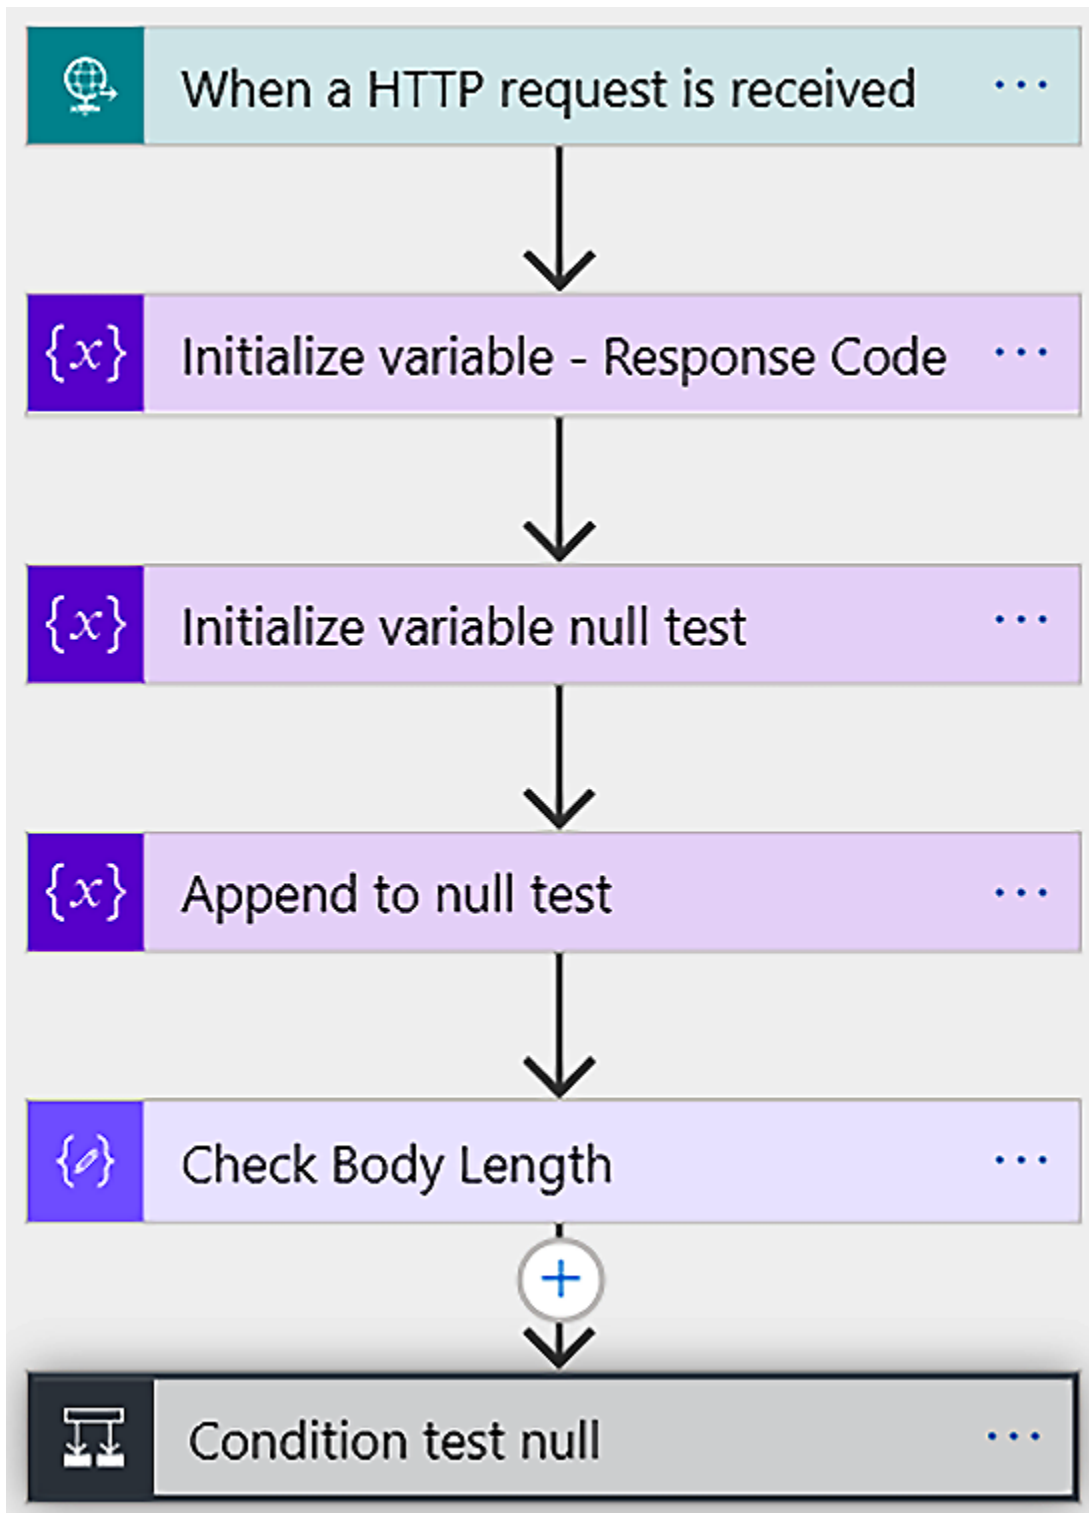 When a HTTP request is received
{x} Initialize variable - Response Code
{x} Initialize variable null test
{x} Append to null test
Check Body Length
Condition test null